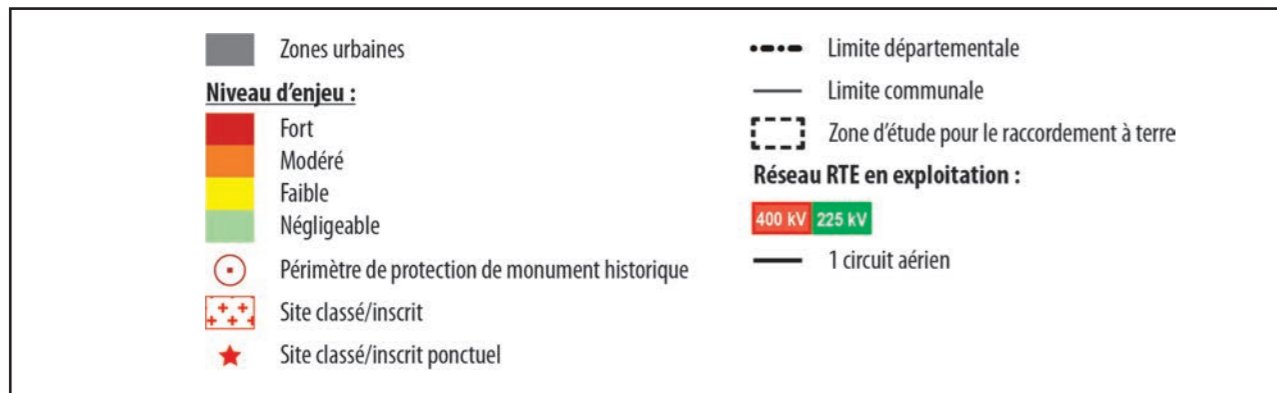 Zones urbaines
Niveau d'enjeu :
Fort
Modéré
Faible
Négligeable
Périmètre de protection de monument historique
Site classé/inscrit
Site classé/inscrit ponctuel
Limite départementale
Limite communale
Zone d'étude pour le raccordement à terre
Réseau RTE en exploitation :
400 kV 225 kV
1 circuit aérien